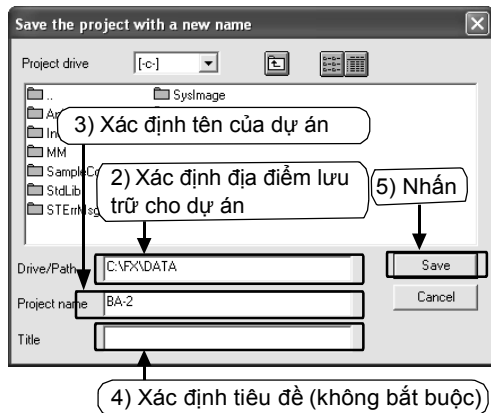 Save the project with a new name
Project drive [-c-]
.. SysImage
3) Xác định tên của dự án
MM
2) Xác định địa điểm lưu
trữ cho dự án
5) Nhấn
StdLib
Drive/Path C:\FX\DATA Save
Project name BA-2 Cancel
Title
4) Xác định tiêu đề (không bắt buộc)